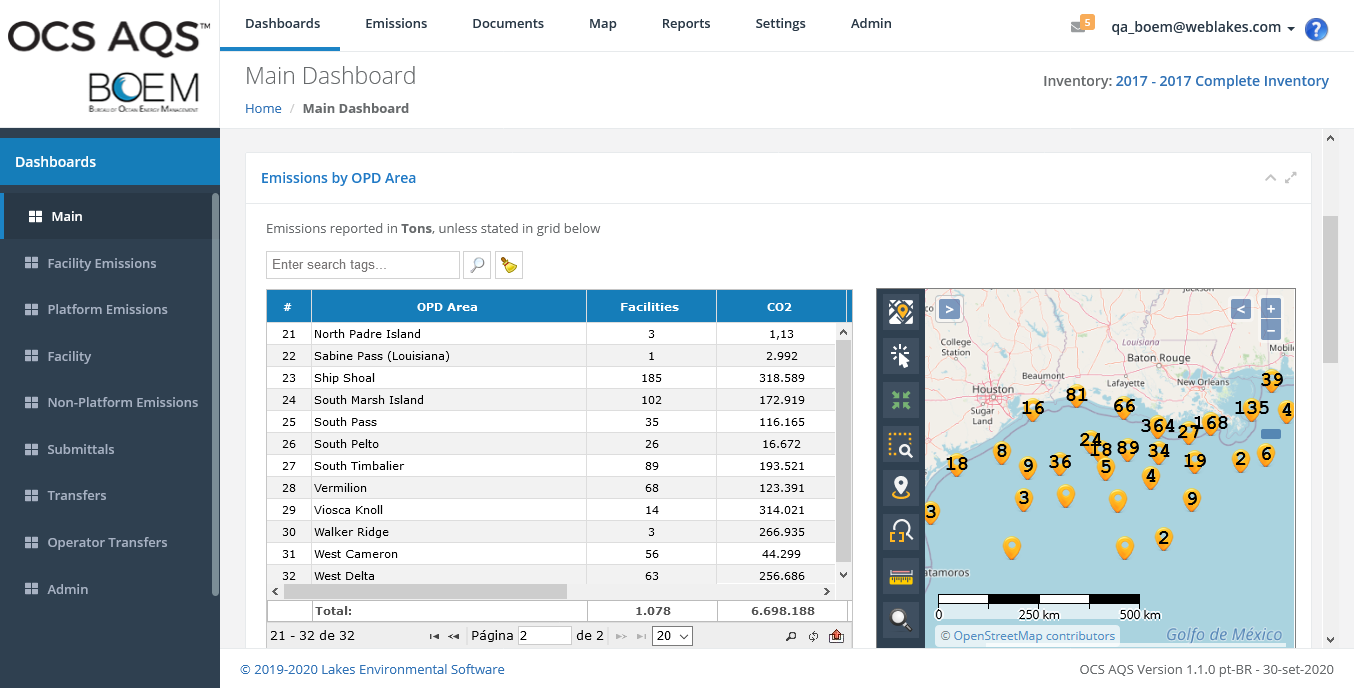 OCS AQS™
BOEM
BUREAU OF OCEAN ENERGY MANAGEMENT
Dashboards Emissions Documents Map Reports Settings Admin
5 qa_boem@weblakes.com ?
Main Dashboard
Home / Main Dashboard
Inventory: 2017 - 2017 Complete Inventory
Dashboards
Main
Facility Emissions
Platform Emissions
Facility
Non-Platform Emissions
Submittals
Transfers
Operator Transfers
Admin
Emissions by OPD Area
Emissions reported in Tons, unless stated in grid below
Enter search tags...
# OPD Area Facilities CO2
21 North Padre Island 3 1,13
22 Sabine Pass (Louisiana) 1 2.992
23 Ship Shoal 185 318.589
24 South Marsh Island 102 172.919
25 South Pass 35 116.165
26 South Pelto 26 16.672
27 South Timbalier 89 193.521
28 Vermilion 68 123.391
29 Viosca Knoll 14 314.021
30 Walker Ridge 3 266.935
31 West Cameron 56 44.299
32 West Delta 63 256.686
Total: 1.078 6.698.188
21 - 32 de 32 Página 2 de 2 20
> < +
−
Jackson
co
College
Station
Louisiana
Baton Rouge
Mobile
Beaumont
Lafayette
New Orleans
Houston
Sugar
Land
39
81
16
66
135
4
364
27
168
24
18
89
34
8
18
9
36
5
19
2
6
4
3
9
3
2
atamoros
0 250 km 500 km
© OpenStreetMap contributors
Golfo de México
© 2019-2020 Lakes Environmental Software
OCS AQS Version 1.1.0 pt-BR - 30-set-2020